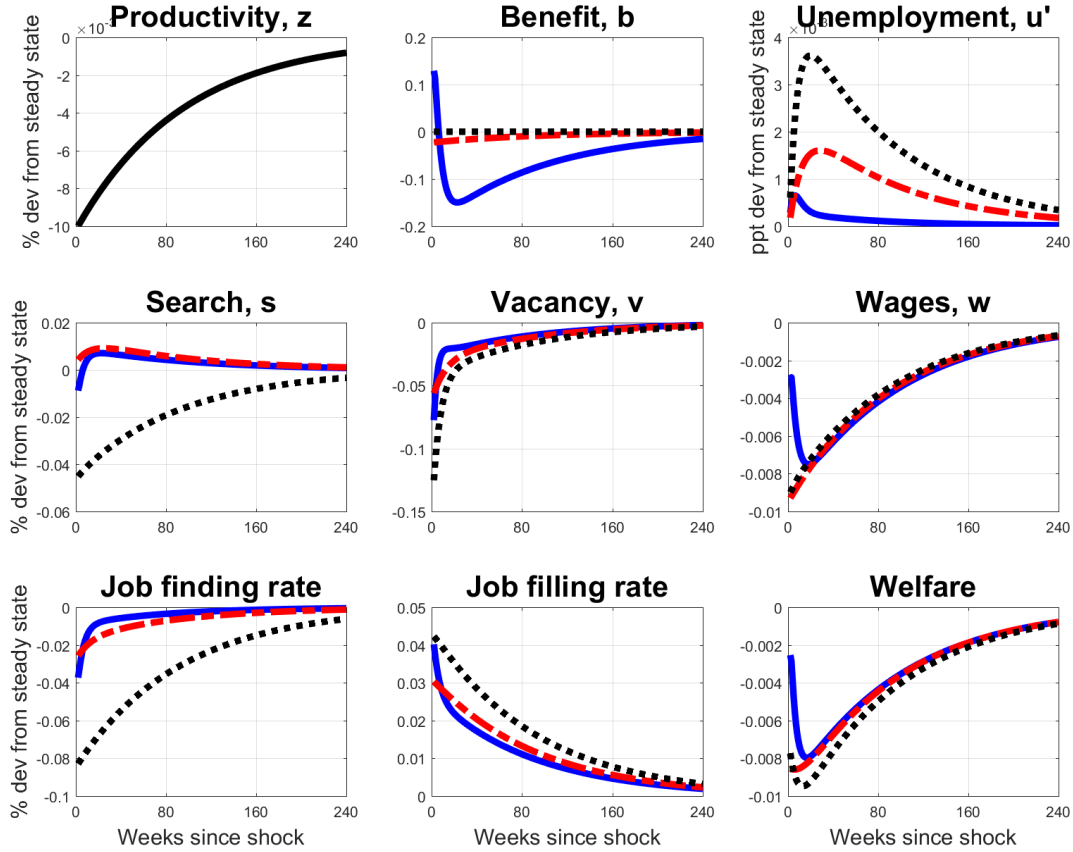 Productivity, z
Benefit, b
Unemployment, u'
×10⁻
4 ×10⁻
% dev from steady state
0
-2
-4
-6
-8
-10
0 80 160 240
0.2
0.1
0
-0.1
-0.2
0 80 160 240
ppt dev from steady state
3
2
1
0
0 80 160 240
Search, s
Vacancy, v
Wages, w
% dev from steady state
0.02
0
-0.02
-0.04
-0.06
0 80 160 240
0
-0.05
-0.1
-0.15
0 80 160 240
0
-0.002
-0.004
-0.006
-0.008
-0.01
0 80 160 240
Job finding rate
Job filling rate
Welfare
% dev from steady state
0
-0.02
-0.04
-0.06
-0.08
-0.1
0 80 160 240
Weeks since shock
0.05
0.04
0.03
0.02
0.01
0
0 80 160 240
Weeks since shock
0
-0.002
-0.004
-0.006
-0.008
-0.01
0 80 160 240
Weeks since shock